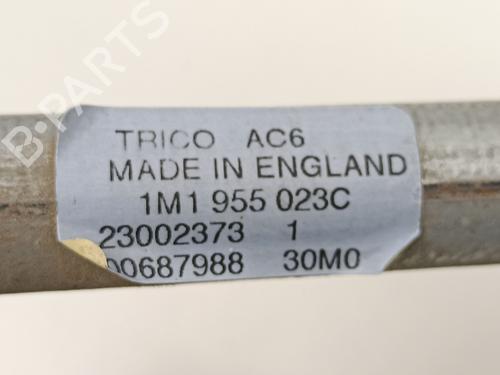 B-PARTS
TRICO AC6
MADE IN ENGLAND
1M1 955 023C
23002373 1
00687988 30M0